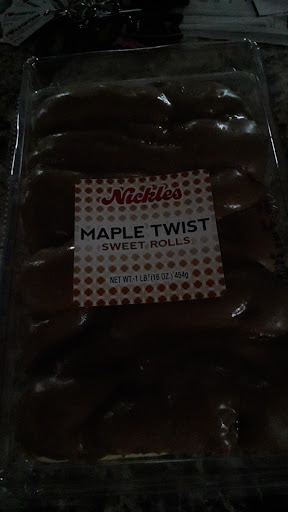 Nickles
MAPLE TWIST
SWEET ROLLS
NET WT. 1 LB. (16 OZ.) 454g